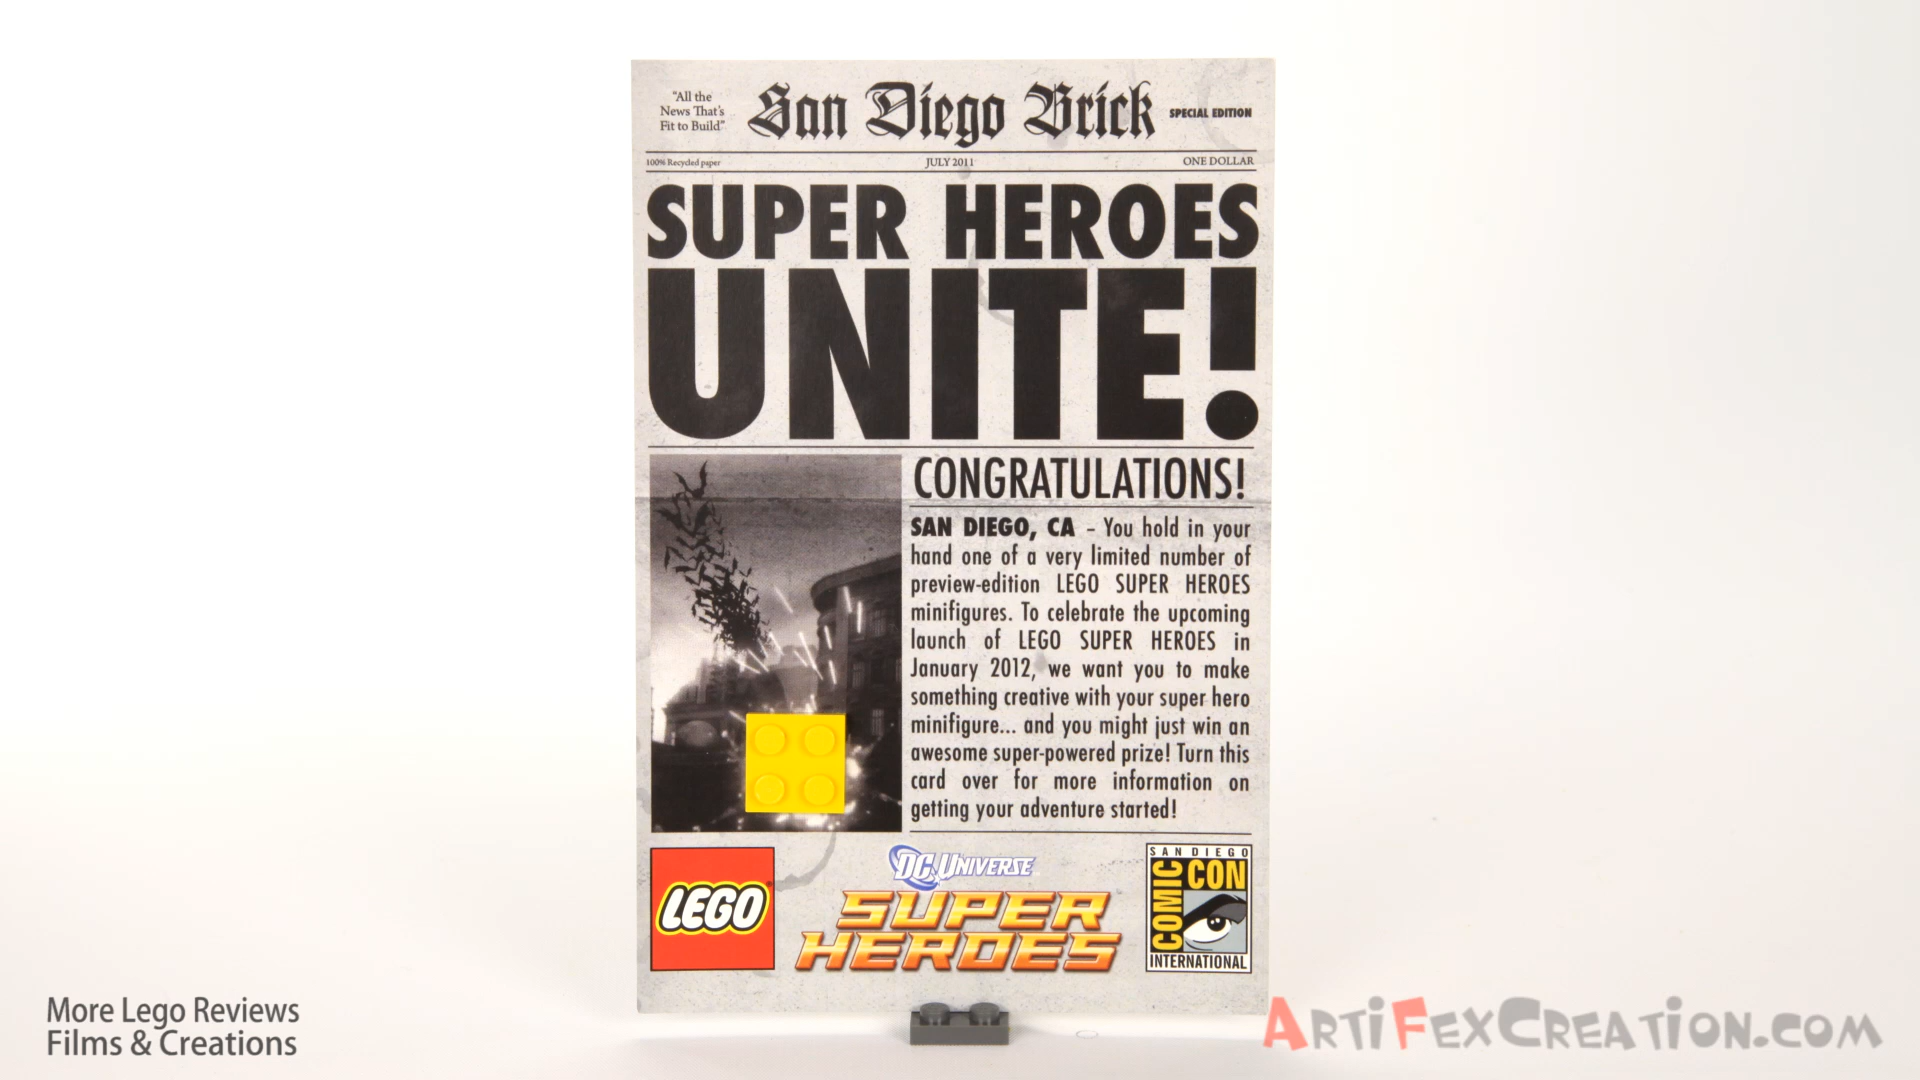 "All the
News That's
Fit to Build"
San Diego Brick
SPECIAL EDITION
100% Recycled paper
JULY 2011
ONE DOLLAR
SUPER HEROES
UNITE!
CONGRATULATIONS!
SAN DIEGO, CA – You hold in your
hand one of a very limited number of
preview-edition LEGO SUPER HEROES
minifigures. To celebrate the upcoming
launch of LEGO SUPER HEROES in
January 2012, we want you to make
something creative with your super hero
minifigure... and you might just win an
awesome super-powered prize! Turn this
card over for more information on
getting your adventure started!
LEGO
DC UNIVERSE
SUPER
HEROES
SAN DIEGO
COMIC
CON
INTERNATIONAL
More Lego Reviews
Films & Creations
ArtiFexCreation.com